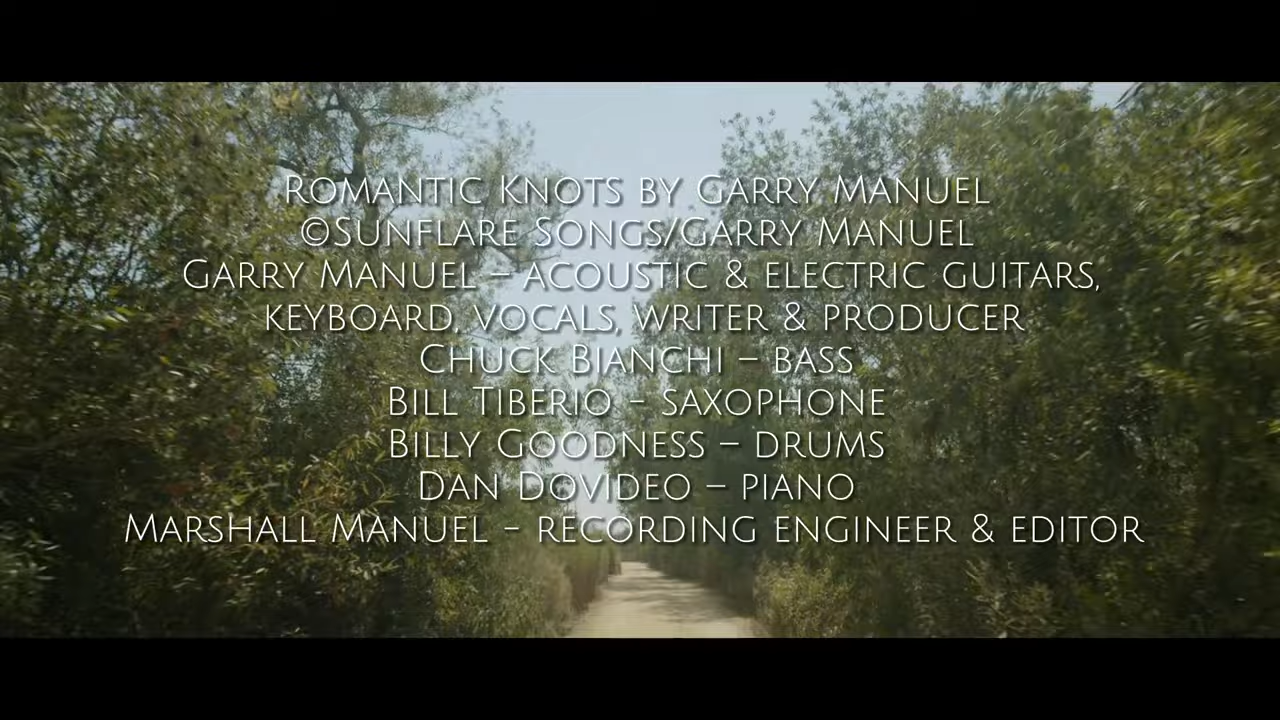 Romantic Knots by Garry Manuel
©Sunflare Songs/Garry Manuel
Garry Manuel – acoustic & electric guitars,
keyboard, vocals, writer & producer
Chuck Bianchi – bass
Bill Tiberio - saxophone
Billy Goodness – drums
Dan Dovideo – piano
Marshall Manuel - recording engineer & editor